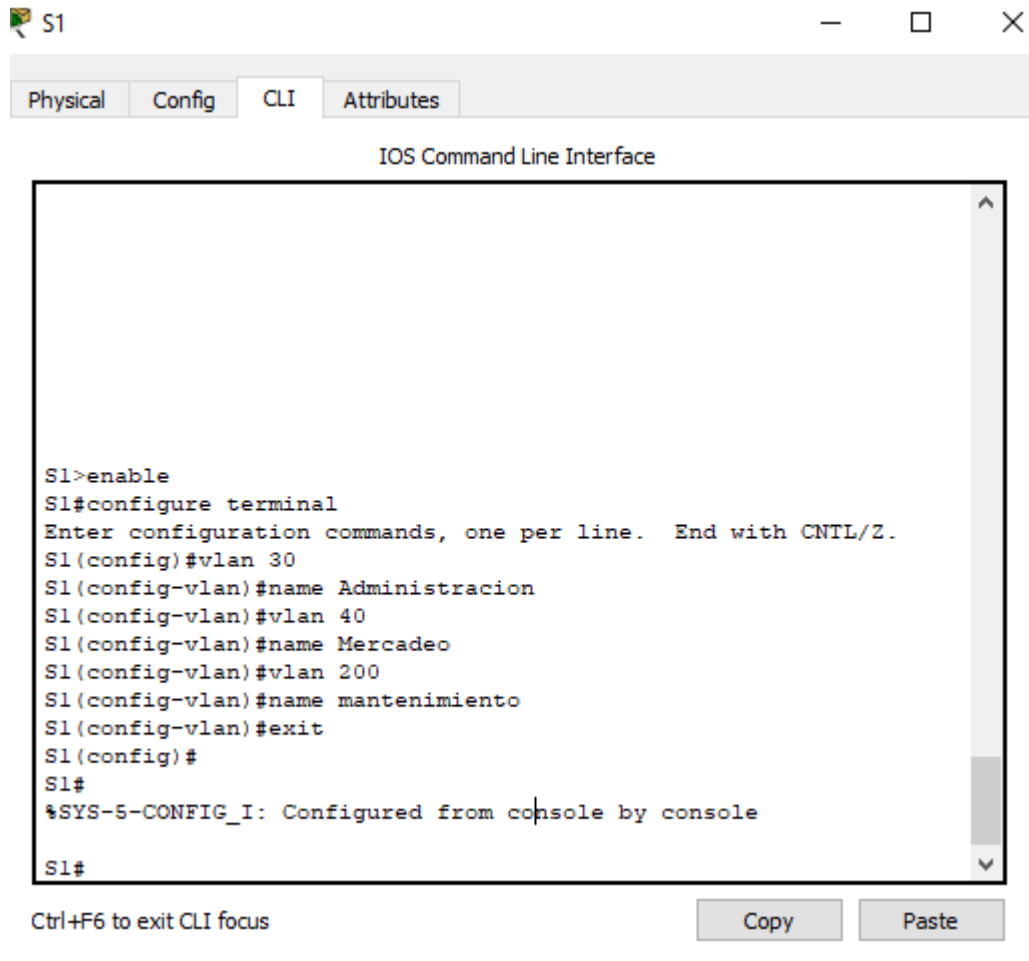 S1
Physical Config CLI Attributes
IOS Command Line Interface
S1>enable
S1#configure terminal
Enter configuration commands, one per line.  End with CNTL/Z.
S1(config)#vlan 30
S1(config-vlan)#name Administracion
S1(config-vlan)#vlan 40
S1(config-vlan)#name Mercadeo
S1(config-vlan)#vlan 200
S1(config-vlan)#name mantenimiento
S1(config-vlan)#exit
S1(config)#
S1#
%SYS-5-CONFIG_I: Configured from console by console
S1#
Ctrl+F6 to exit CLI focus Copy Paste